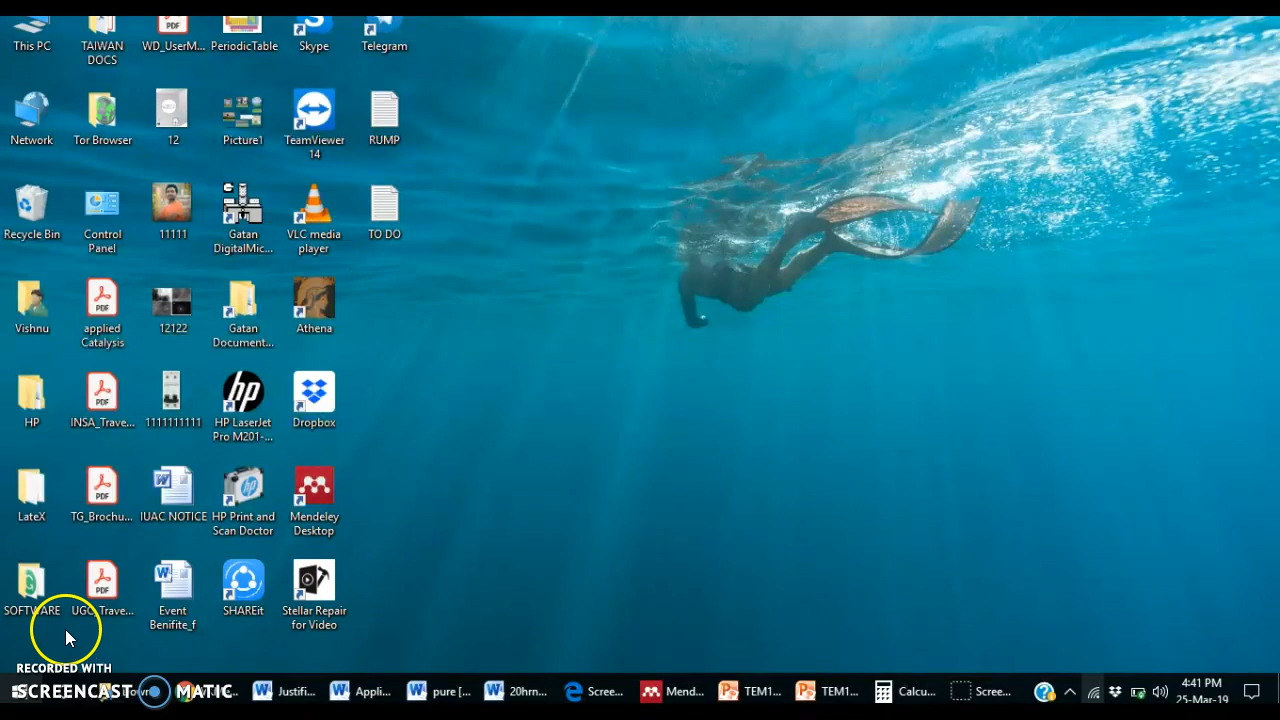 This PC
TAIWAN DOCS
WD_UserM...
PeriodicTable
Skype
Telegram
Network
Tor Browser
12
Picture1
TeamViewer 14
RUMP
Recycle Bin
Control Panel
11111
Gatan DigitalMic...
VLC media player
TO DO
Vishnu
applied Catalysis
12122
Gatan Document...
Athena
HP
INSA_Trave...
1111111111
HP LaserJet Pro M201-...
Dropbox
LateX
TG_Brochu...
IUAC NOTICE
HP Print and Scan Doctor
Mendeley Desktop
SOFTWARE
UGC_Trave...
Event Benifite_f
SHAREit
Stellar Repair for Video
RECORDED WITH
SCREENCAST MATIC
Justifi...
Appli...
pure [...
20hrn...
Scree...
Mend...
TEM1...
TEM1...
Calcu...
Scree...
4:41 PM
25-Mar-19